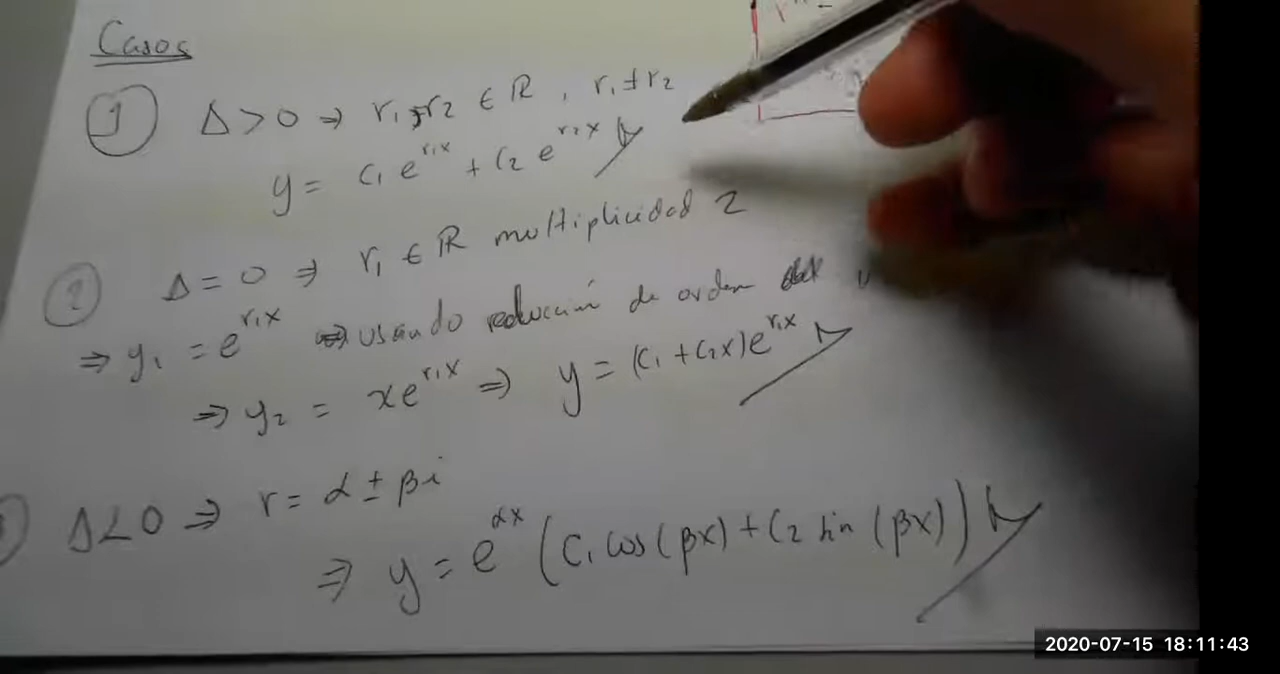 Casos
① Δ > 0 ⇒ r₁, r₂ ∈ ℝ, r₁ ≠ r₂
y = c₁ e^{r₁x} + c₂ e^{r₂x}
② Δ = 0 ⇒ r₁ ∈ ℝ multiplicidad 2
⇒ y₁ = e^{r₁x} ⇒ usando reducción de orden
⇒ y₂ = xe^{r₁x} ⇒ y = (c₁ + c₂x)e^{r₁x}
Δ < 0 ⇒ r = α ± βi
⇒ y = e^{αx} (c₁ cos(βx) + c₂ sin(βx))
2020-07-15 18:11:43